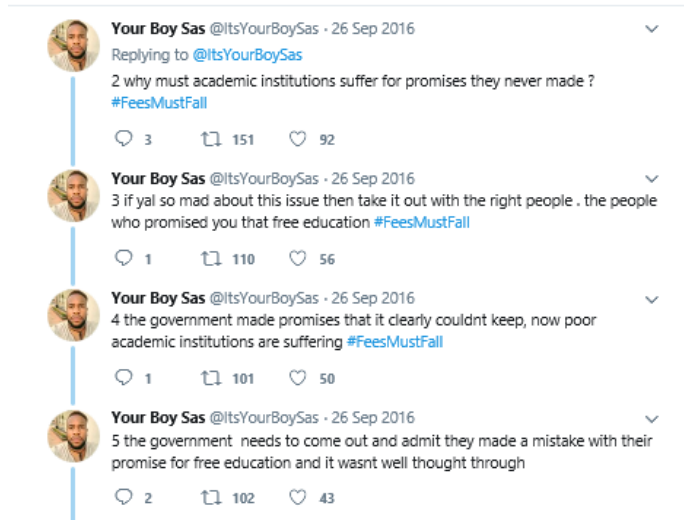 Your Boy Sas @ItsYourBoySas · 26 Sep 2016
Replying to @ItsYourBoySas
2 why must academic institutions suffer for promises they never made ?
#FeesMustFall
3 151 92
Your Boy Sas @ItsYourBoySas · 26 Sep 2016
3 if yal so mad about this issue then take it out with the right people . the people
who promised you that free education #FeesMustFall
1 110 56
Your Boy Sas @ItsYourBoySas · 26 Sep 2016
4 the government made promises that it clearly couldnt keep, now poor
academic institutions are suffering #FeesMustFall
1 101 50
Your Boy Sas @ItsYourBoySas · 26 Sep 2016
5 the government  needs to come out and admit they made a mistake with their
promise for free education and it wasnt well thought through
2 102 43